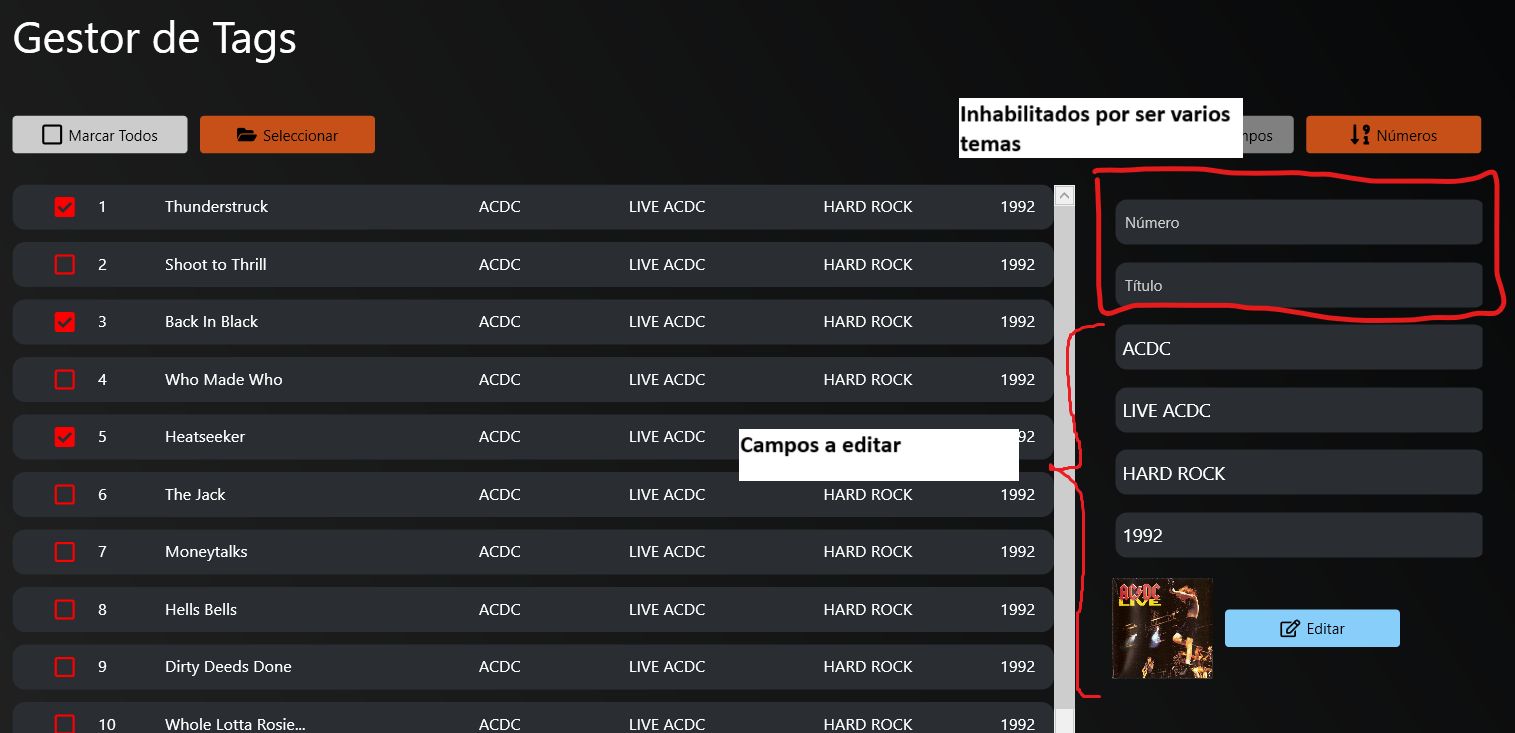 Gestor de Tags
Inhabilitados por ser varios
temas
Marcar Todos
Seleccionar
Números
1 Thunderstruck ACDC LIVE ACDC HARD ROCK 1992
2 Shoot to Thrill ACDC LIVE ACDC HARD ROCK 1992
3 Back In Black ACDC LIVE ACDC HARD ROCK 1992
4 Who Made Who ACDC LIVE ACDC HARD ROCK 1992
5 Heatseeker ACDC LIVE ACDC
Campos a editar
6 The Jack ACDC LIVE ACDC HARD ROCK 1992
7 Moneytalks ACDC LIVE ACDC HARD ROCK 1992
8 Hells Bells ACDC LIVE ACDC HARD ROCK 1992
9 Dirty Deeds Done ACDC LIVE ACDC HARD ROCK 1992
10 Whole Lotta Rosie... ACDC LIVE ACDC HARD ROCK 1992
Número
Título
ACDC
LIVE ACDC
HARD ROCK
1992
AC/DC
LIVE
Editar